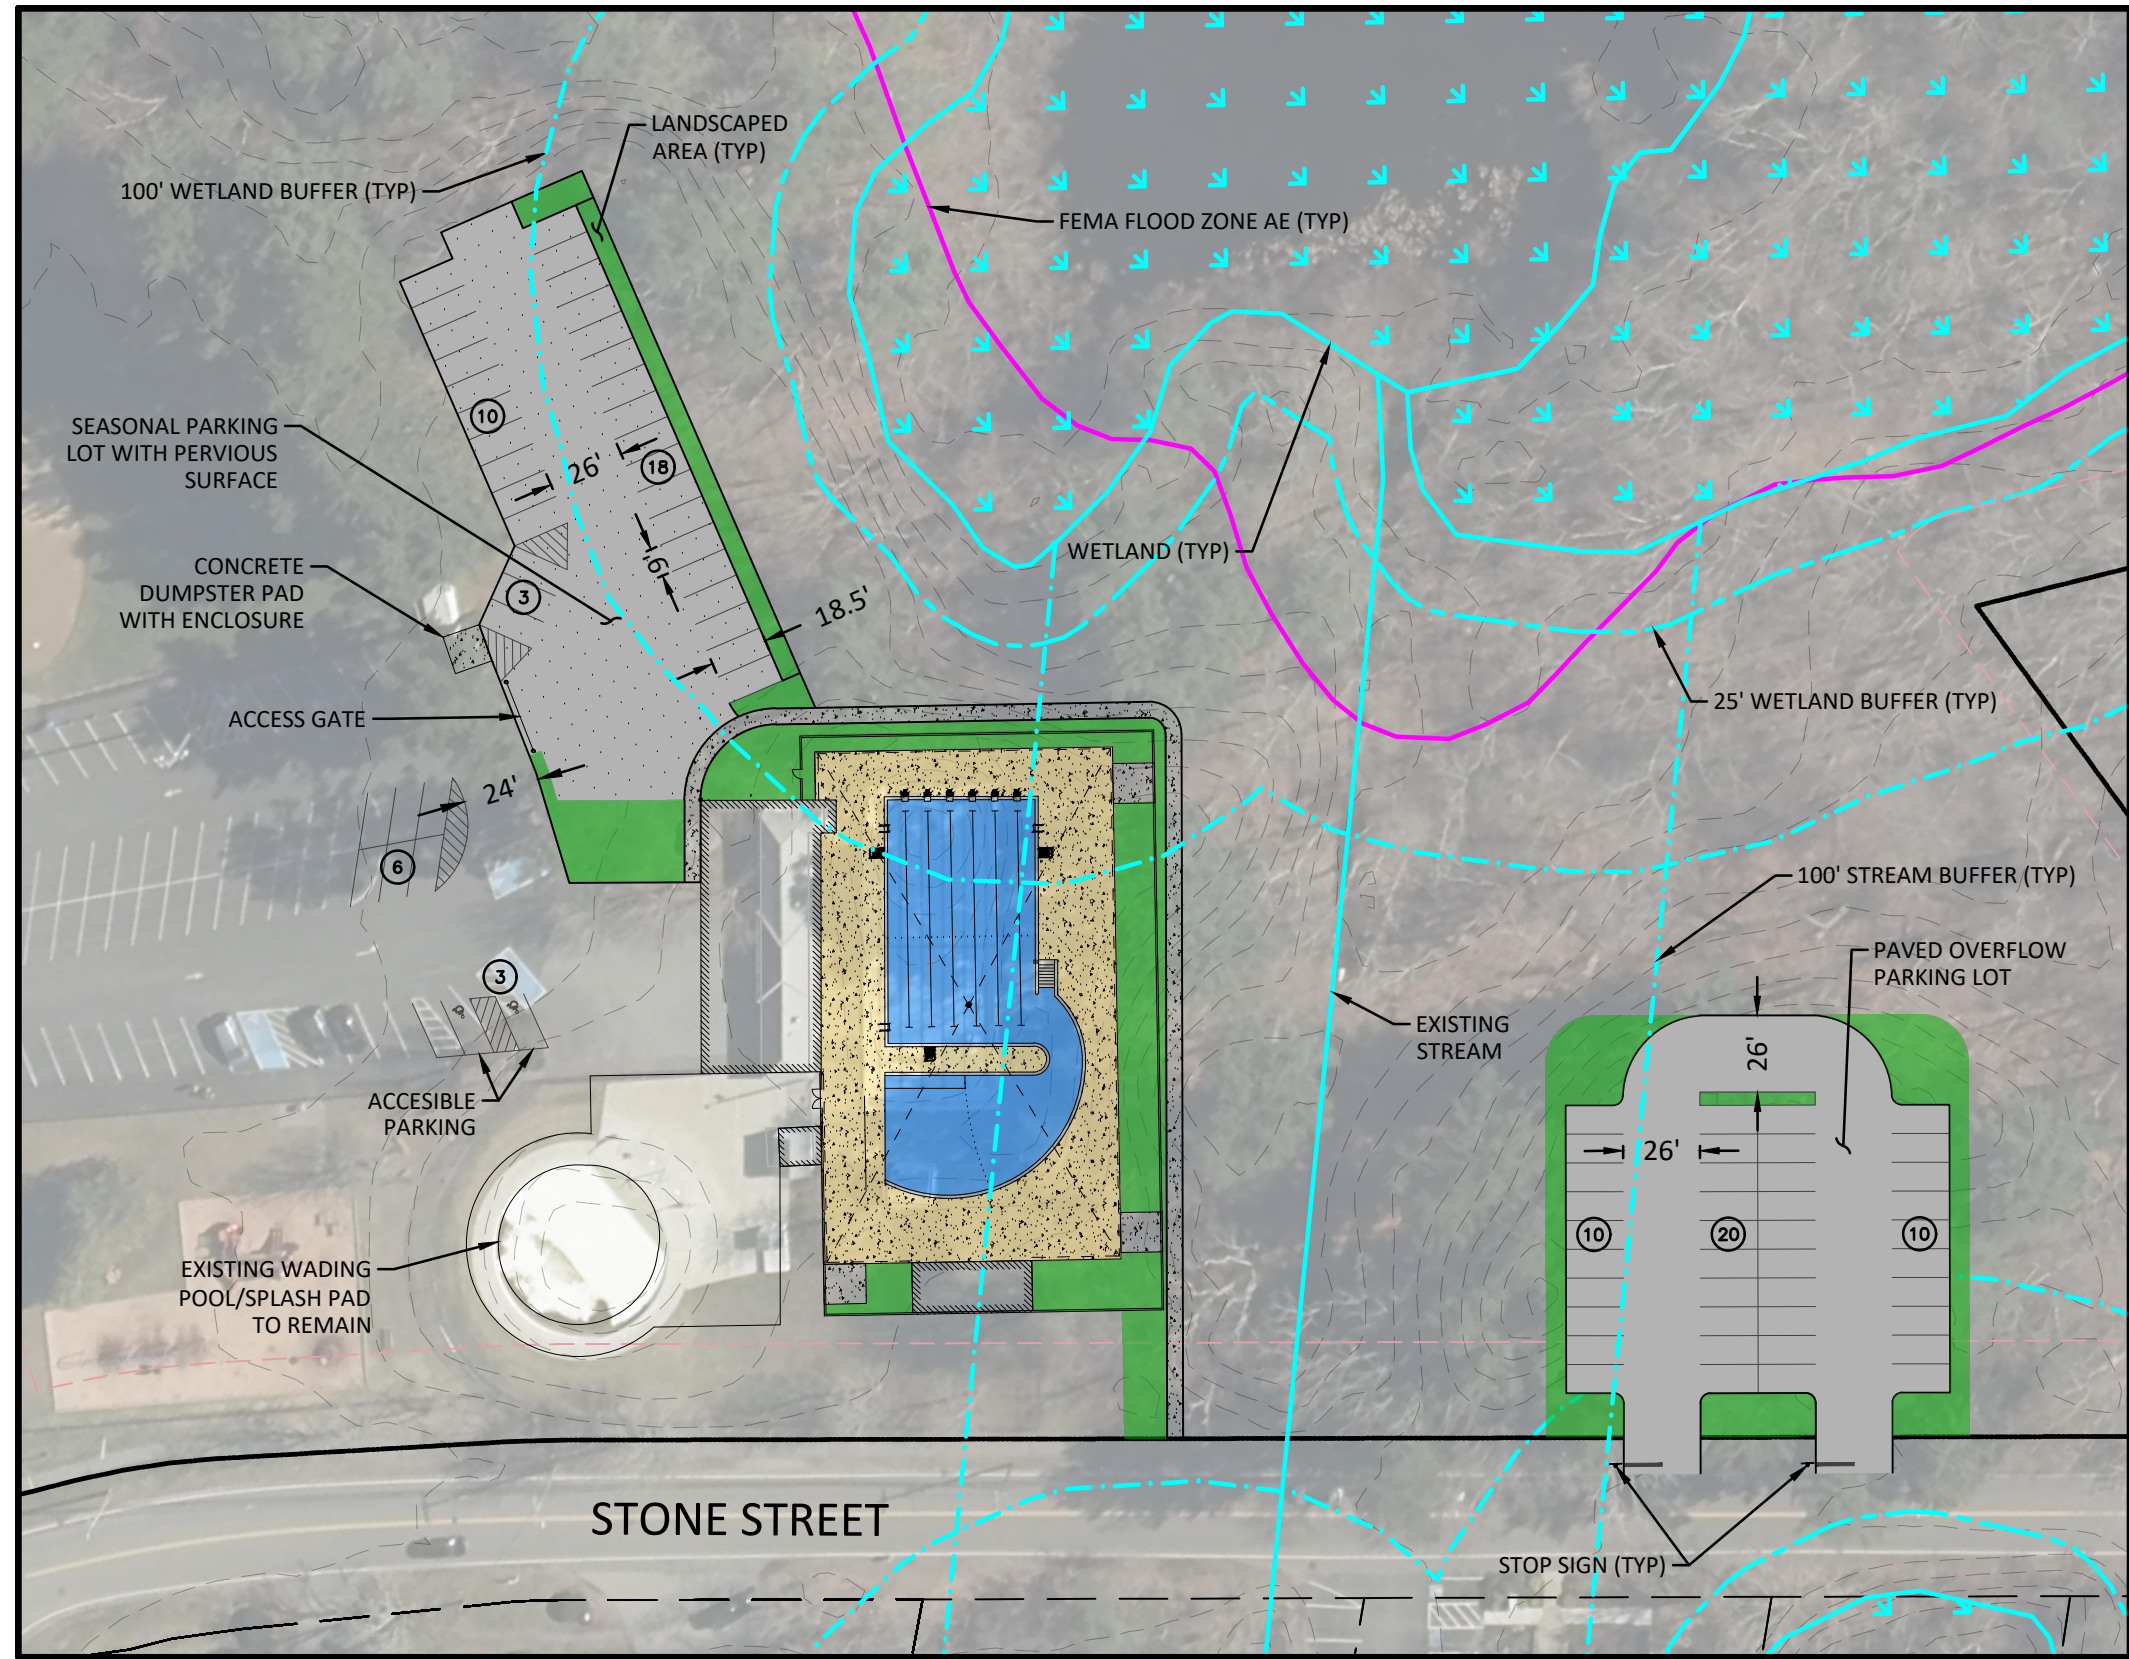 LANDSCAPED
AREA (TYP)
100' WETLAND BUFFER (TYP)
FEMA FLOOD ZONE AE (TYP)
10
SEASONAL PARKING
LOT WITH PERVIOUS
SURFACE
26'
18
WETLAND (TYP)
9'
CONCRETE
DUMPSTER PAD
WITH ENCLOSURE
3
18.5'
25' WETLAND BUFFER (TYP)
ACCESS GATE
24'
6
100' STREAM BUFFER (TYP)
PAVED OVERFLOW
PARKING LOT
3
EXISTING
STREAM
26'
ACCESIBLE
PARKING
26'
10
20
10
EXISTING WADING
POOL/SPLASH PAD
TO REMAIN
STONE STREET
STOP SIGN (TYP)